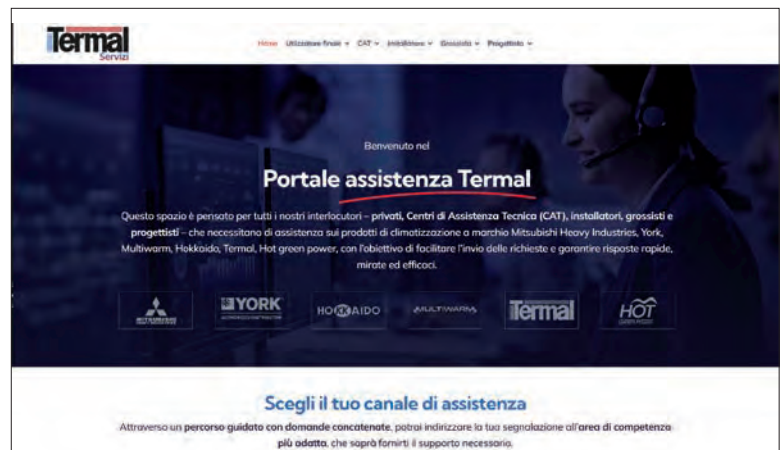 Termal
Servizi
Home Utilizzatore finale CAT Installatore Grossista Progettista
Benvenuto nel
Portale assistenza Termal
Questo spazio è pensato per tutti i nostri interlocutori – privati, Centri di Assistenza Tecnica (CAT), installatori, grossisti e
progettisti – che necessitano di assistenza sui prodotti di climatizzazione a marchio Mitsubishi Heavy Industries, York,
Multiwarm, Hokkaido, Termal, Hot green power, con l'obiettivo di facilitare l'invio delle richieste e garantire risposte rapide,
mirate ed efficaci.
YORK HOKKAIDO MULTIWARM Termal HOT
Scegli il tuo canale di assistenza
Attraverso un percorso guidato con domande concatenate, potrai indirizzare la tua segnalazione all'area di competenza
più adatta, che saprà fornirti il supporto necessario.